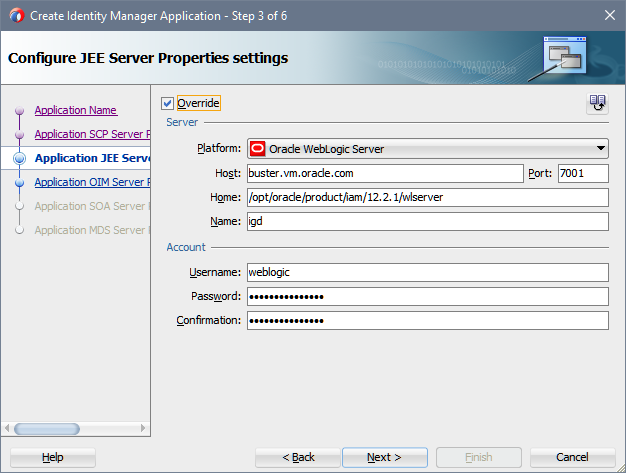 Create Identity Manager Application - Step 3 of 6
Configure JEE Server Properties settings
Application Name
Application SCP Server P
Application JEE Serve
Application OIM Server P
Application SOA Server
Application MDS Server
Override
Server
Platform: Oracle WebLogic Server
Host: buster.vm.oracle.com Port: 7001
Home: /opt/oracle/product/iam/12.2.1/wlserver
Name: igd
Account
Username: weblogic
Password: •••••••••••••••
Confirmation: •••••••••••••••
Help < Back Next > Finish Cancel